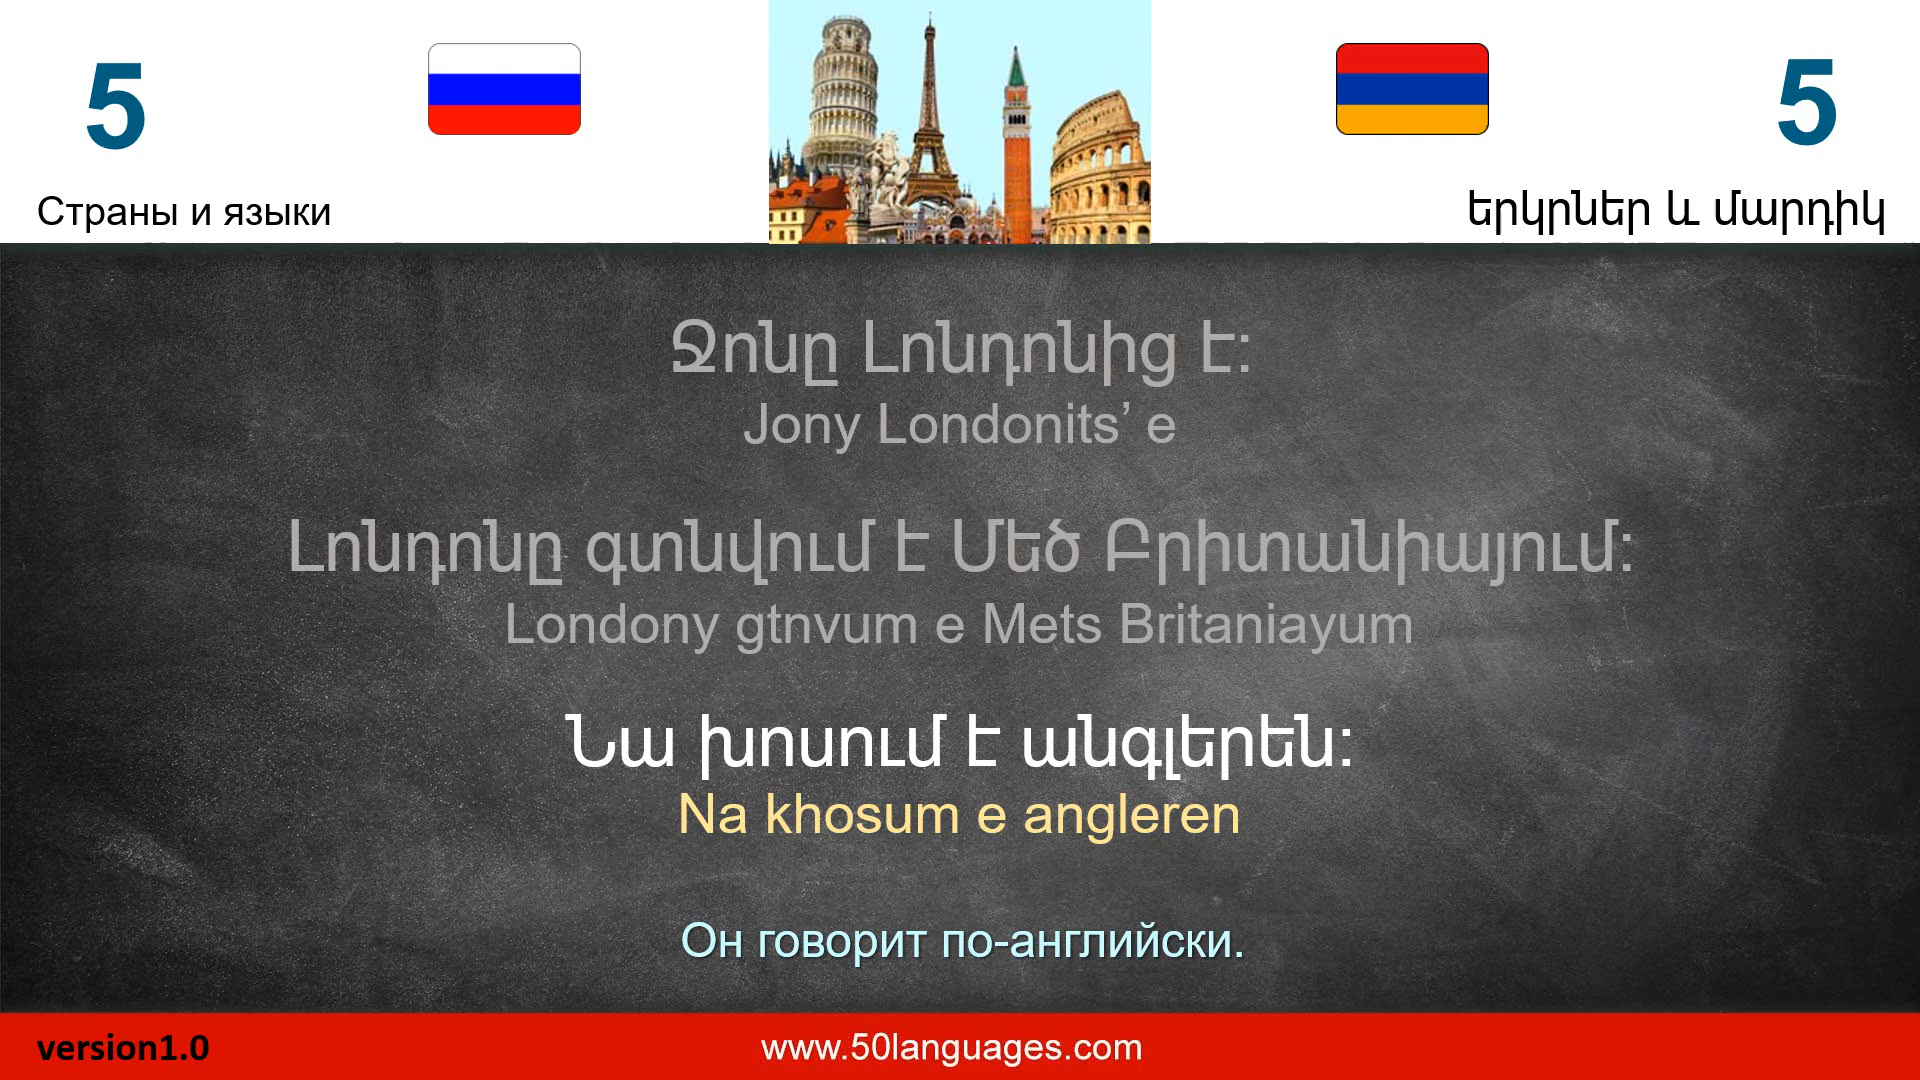 5
5
Страны и языки
երկրներ և մարդիկ
Ջոնը Լոնդոնից է:
Jony Londonits’ e
Լոնդոնը գտնվում է Մեծ Բրիտանիայում:
Londony gtnvum e Mets Britaniayum
Նա խոսում է անգլերեն:
Na khosum e angleren
Он говорит по-английски.
version1.0
www.50languages.com